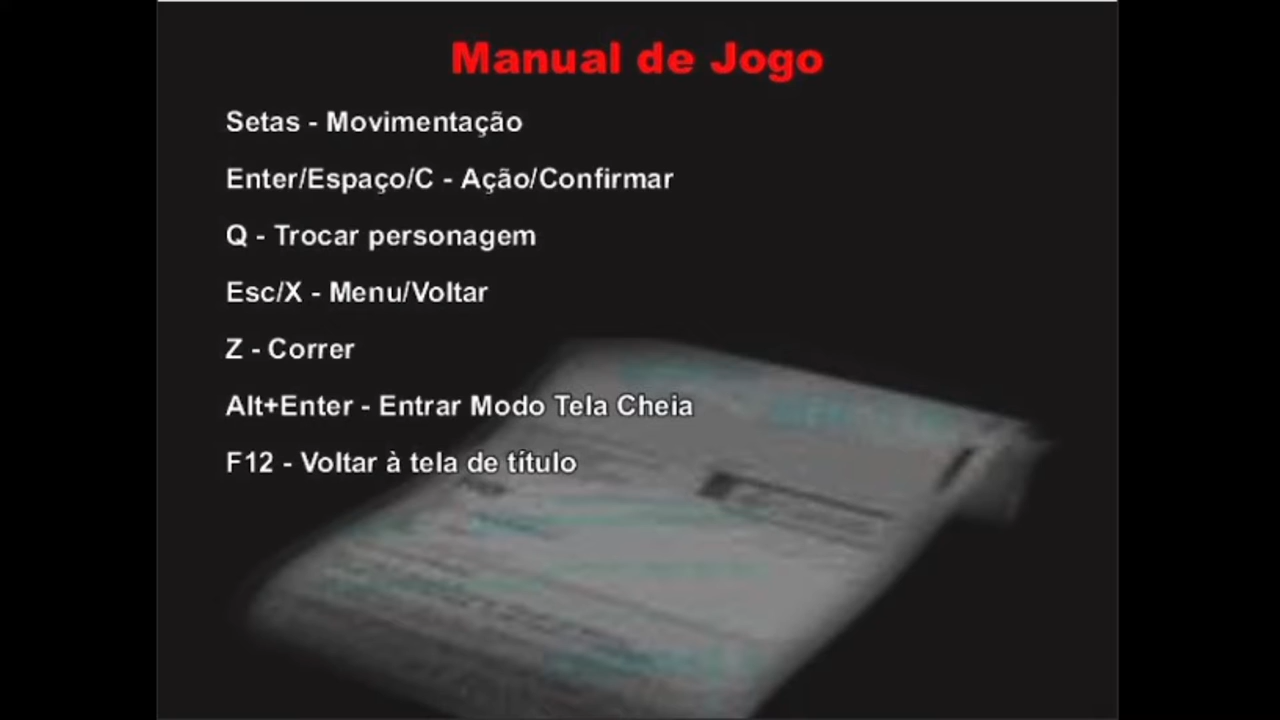 Manual de Jogo
Setas - Movimentação
Enter/Espaço/C - Ação/Confirmar
Q - Trocar personagem
Esc/X - Menu/Voltar
Z - Correr
Alt+Enter - Entrar Modo Tela Cheia
F12 - Voltar à tela de título